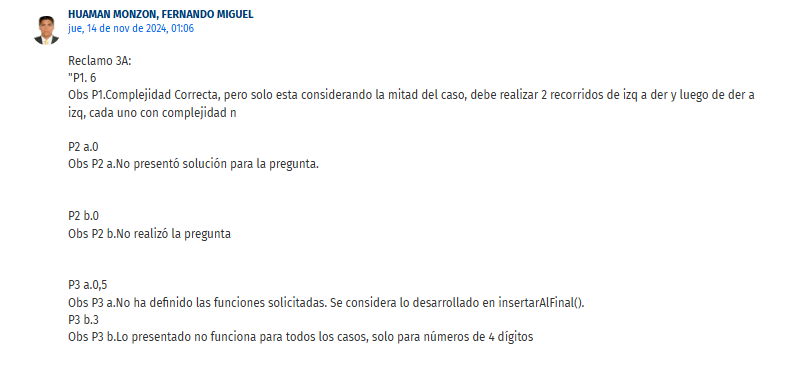 HUAMAN MONZON, FERNANDO MIGUEL
jue, 14 de nov de 2024, 01:06
Reclamo 3A:
"P1. 6
Obs P1.Complejidad Correcta, pero solo esta considerando la mitad del caso, debe realizar 2 recorridos de izq a der y luego de der a
izq, cada uno con complejidad n
P2 a.0
Obs P2 a.No presentó solución para la pregunta.
P2 b.0
Obs P2 b.No realizó la pregunta
P3 a.0,5
Obs P3 a.No ha definido las funciones solicitadas. Se considera lo desarrollado en insertarAlFinal().
P3 b.3
Obs P3 b.Lo presentado no funciona para todos los casos, solo para números de 4 dígitos